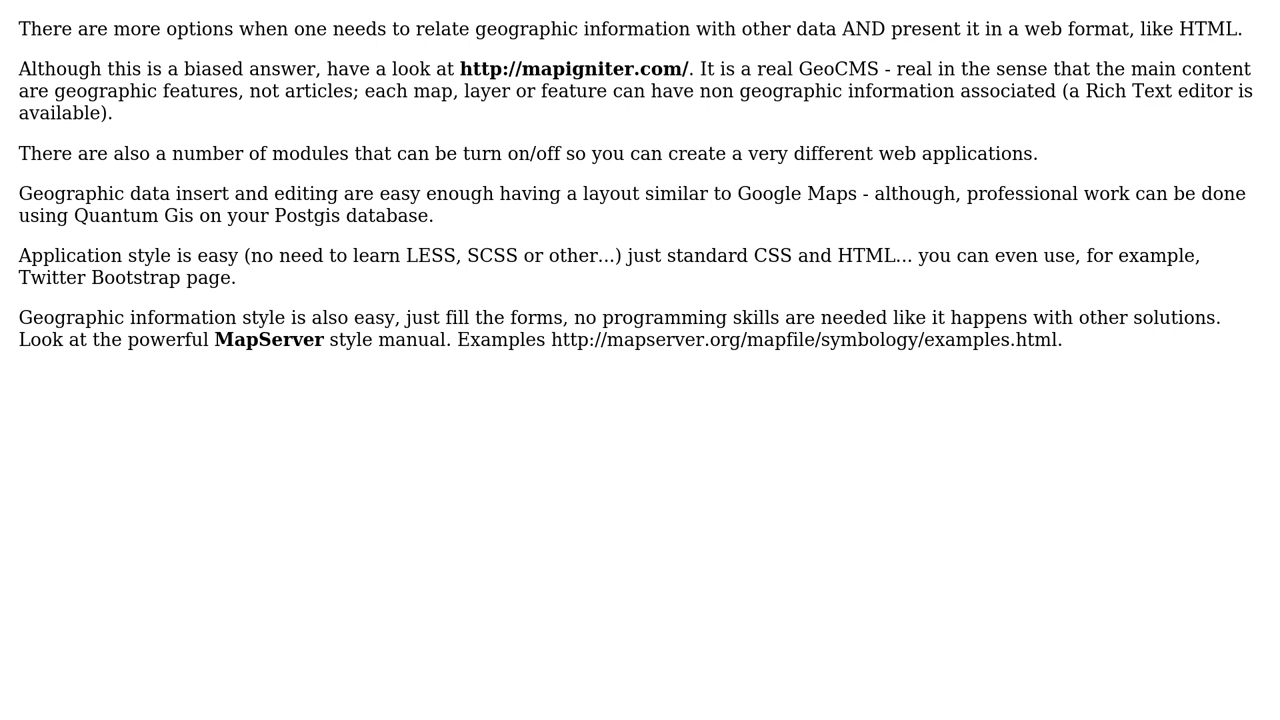 There are more options when one needs to relate geographic information with other data AND present it in a web format, like HTML.
Although this is a biased answer, have a look at http://mapigniter.com/. It is a real GeoCMS - real in the sense that the main content
are geographic features, not articles; each map, layer or feature can have non geographic information associated (a Rich Text editor is
available).
There are also a number of modules that can be turn on/off so you can create a very different web applications.
Geographic data insert and editing are easy enough having a layout similar to Google Maps - although, professional work can be done
using Quantum Gis on your Postgis database.
Application style is easy (no need to learn LESS, SCSS or other...) just standard CSS and HTML... you can even use, for example,
Twitter Bootstrap page.
Geographic information style is also easy, just fill the forms, no programming skills are needed like it happens with other solutions.
Look at the powerful MapServer style manual. Examples http://mapserver.org/mapfile/symbology/examples.html.